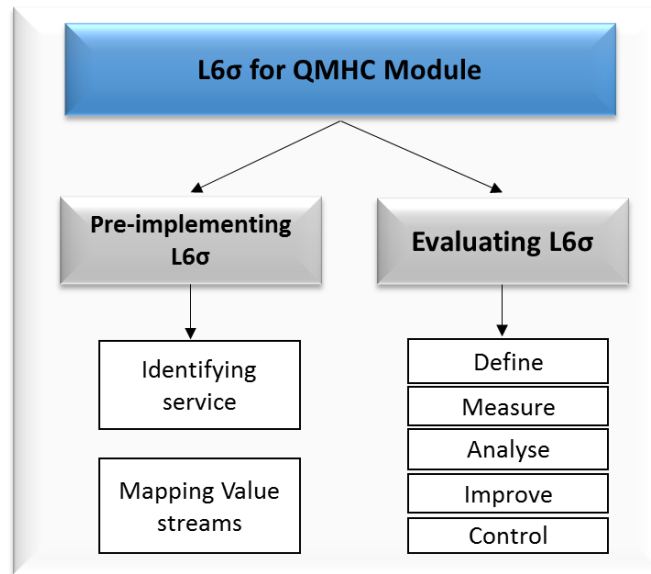 L6σ for QMHC Module
Pre-implementing
L6σ
Evaluating L6σ
Identifying
service
Mapping Value
streams
Define
Measure
Analyse
Improve
Control